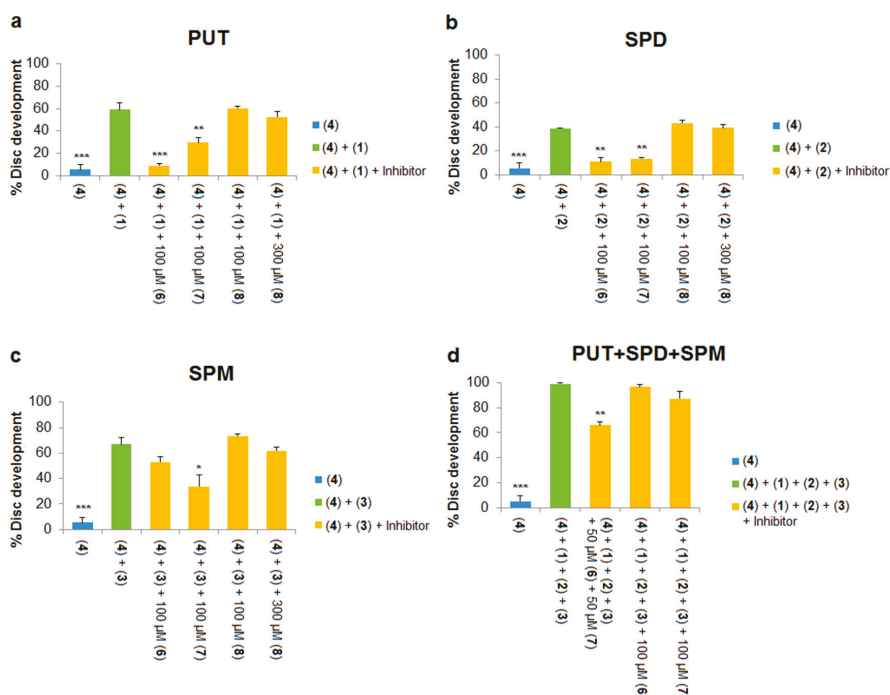 a
PUT
% Disc development
100
80
60
40
20
0
***
***
**
(4)
(4) + (1)
(4) + (1) + 100 µM (6)
(4) + (1) + 100 µM (7)
(4) + (1) + 100 µM (8)
(4) + (1) + 300 µM (8)
(4)
(4) + (1)
(4) + (1) + Inhibitor
b
SPD
% Disc development
100
80
60
40
20
0
***
**
**
(4)
(4) + (2)
(4) + (2) + 100 µM (6)
(4) + (2) + 100 µM (7)
(4) + (2) + 100 µM (8)
(4) + (2) + 300 µM (8)
(4)
(4) + (2)
(4) + (2) + Inhibitor
c
SPM
% Disc development
100
80
60
40
20
0
***
*
(4)
(4) + (3)
(4) + (3) + 100 µM (6)
(4) + (3) + 100 µM (7)
(4) + (3) + 100 µM (8)
(4) + (3) + 300 µM (8)
(4)
(4) + (3)
(4) + (3) + Inhibitor
d
PUT+SPD+SPM
% Disc development
100
80
60
40
20
0
***
**
(4)
(4) + (1) + (2) + (3)
(4) + (1) + (2) + (3)
+ 50 µM (6) + 50 µM (7)
(4) + (1) + (2) + (3) + 100 µM (6
(4) + (1) + (2) + (3) + 100 µM (7
(4)
(4) + (1) + (2) + (3)
(4) + (1) + (2) + (3)
+ Inhibitor